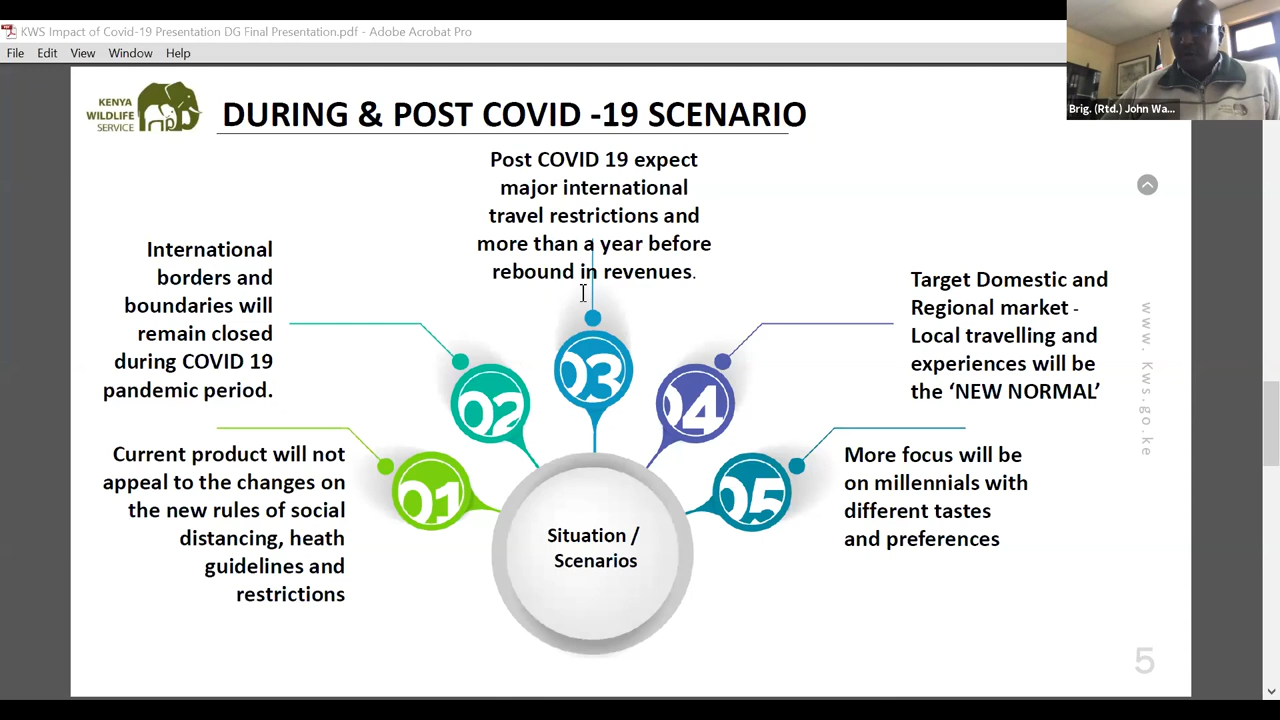 KWS Impact of Covid-19 Presentation DG Final Presentation.pdf - Adobe Acrobat Pro
File Edit View Window Help
Brig. (Rtd.) John Wa...
KENYA
WILDLIFE
SERVICE
DURING & POST COVID -19 SCENARIO
Post COVID 19 expect
major international
travel restrictions and
more than a year before
rebound in revenues.
International
borders and
boundaries will
remain closed
during COVID 19
pandemic period.
Target Domestic and
Regional market -
Local travelling and
experiences will be
the ‘NEW NORMAL’
www.Kws.go.ke
03
02
04
Current product will not
appeal to the changes on
the new rules of social
distancing, heath
guidelines and
restrictions
01
05
More focus will be
on millennials with
different tastes
and preferences
Situation /
Scenarios
5